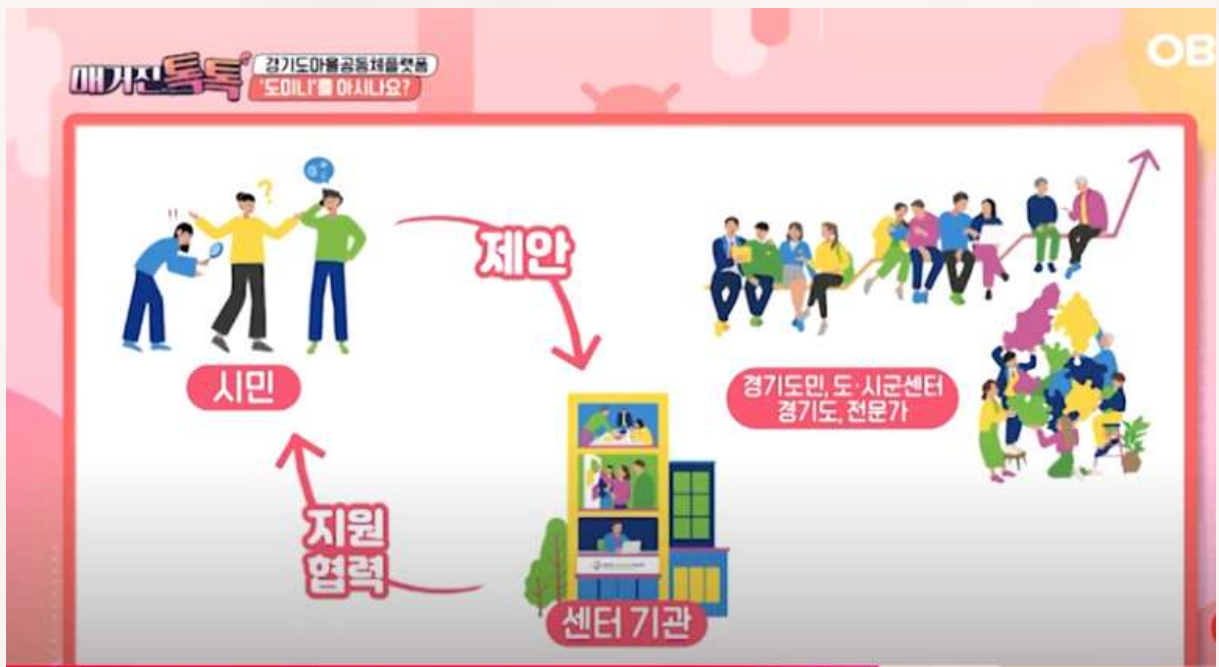 매거진톡톡
경기도마을공동체플랫폼
'도미니'를 아시나요?
OB
제안
시민
경기도민, 도·시군센터
경기도, 전문가
지원
협력
센터 기관